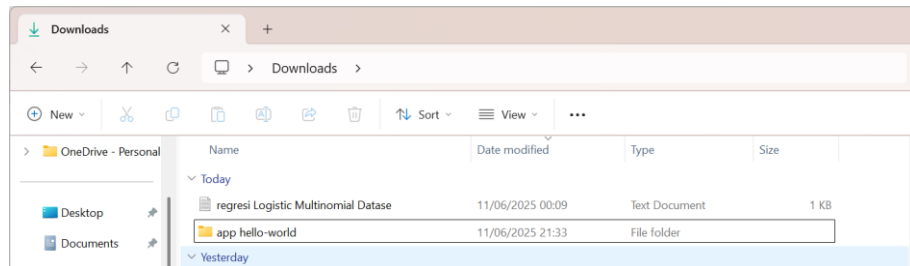 Downloads
Downloads
New
Sort
View
OneDrive - Personal
Desktop
Documents
Name Date modified Type Size
Today
regresi Logistic Multinomial Datase 11/06/2025 00:09 Text Document 1 KB
app hello-world 11/06/2025 21:33 File folder
Yesterday